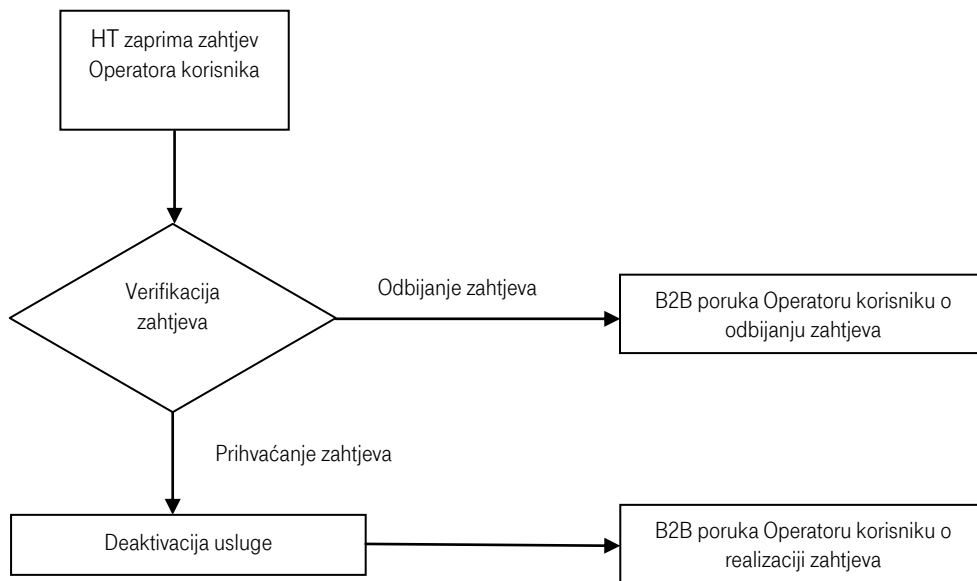 HT zaprima zahtjev
Operatora korisnika
Verifikacija
zahtjeva
Odbijanje zahtjeva
B2B poruka Operatoru korisniku o
odbijanju zahtjeva
Prihvaćanje zahtjeva
Deaktivacija usluge
B2B poruka Operatoru korisniku o
realizaciji zahtjeva